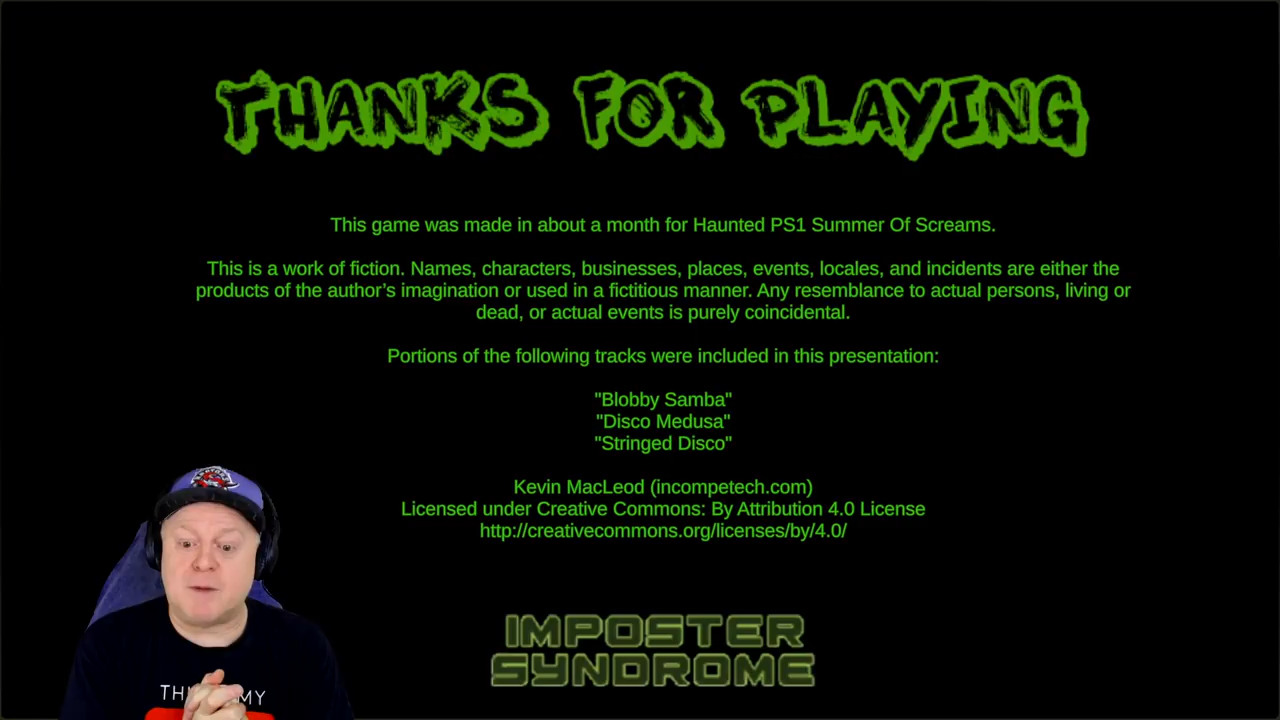 THANKS FOR PLAYING
This game was made in about a month for Haunted PS1 Summer Of Screams.
This is a work of fiction. Names, characters, businesses, places, events, locales, and incidents are either the
products of the author's imagination or used in a fictitious manner. Any resemblance to actual persons, living or
dead, or actual events is purely coincidental.
Portions of the following tracks were included in this presentation:
"Blobby Samba"
"Disco Medusa"
"Stringed Disco"
Kevin MacLeod (incompetech.com)
Licensed under Creative Commons: By Attribution 4.0 License
http://creativecommons.org/licenses/by/4.0/
IMPOSTER
SYNDROME
MY